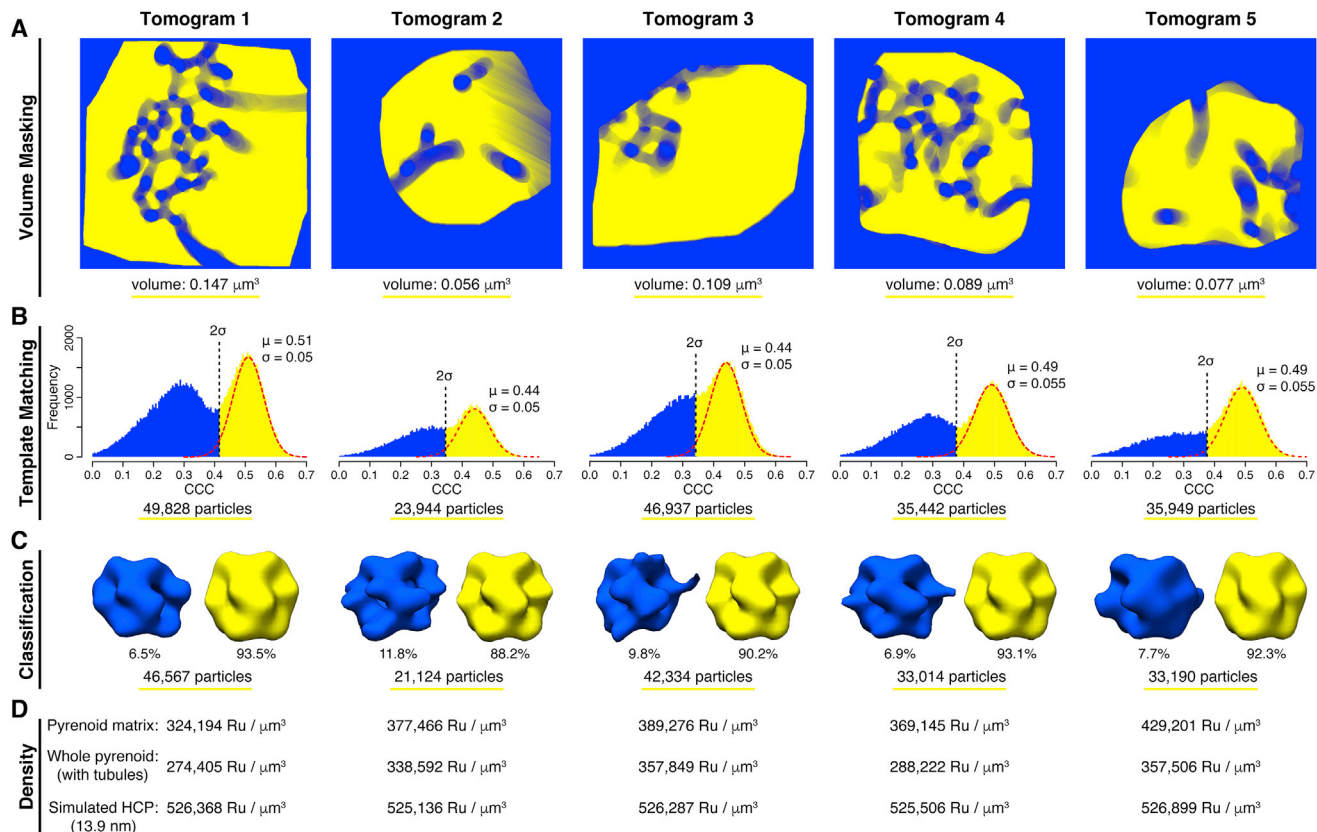 Tomogram 1 Tomogram 2 Tomogram 3 Tomogram 4 Tomogram 5
A
Volume Masking
volume: 0.147 μm³ volume: 0.056 μm³ volume: 0.109 μm³ volume: 0.089 μm³ volume: 0.077 μm³
B
Template Matching
Frequency
2000
1000
0
2σ μ = 0.51
σ = 0.05
2σ μ = 0.44
σ = 0.05
2σ μ = 0.44
σ = 0.05
2σ μ = 0.49
σ = 0.055
2σ μ = 0.49
σ = 0.055
0.0 0.1 0.2 0.3 0.4 0.5 0.6 0.7 0.0 0.1 0.2 0.3 0.4 0.5 0.6 0.7 0.0 0.1 0.2 0.3 0.4 0.5 0.6 0.7 0.0 0.1 0.2 0.3 0.4 0.5 0.6 0.7 0.0 0.1 0.2 0.3 0.4 0.5 0.6 0.7
CCC CCC CCC CCC CCC
49,828 particles 23,944 particles 46,937 particles 35,442 particles 35,949 particles
C
Classification
6.5% 93.5% 11.8% 88.2% 9.8% 90.2% 6.9% 93.1% 7.7% 92.3%
46,567 particles 21,124 particles 42,334 particles 33,014 particles 33,190 particles
D
Density
Pyrenoid matrix: 324,194 Ru / μm³ 377,466 Ru / μm³ 389,276 Ru / μm³ 369,145 Ru / μm³ 429,201 Ru / μm³
Whole pyrenoid:
(with tubules) 274,405 Ru / μm³ 338,592 Ru / μm³ 357,849 Ru / μm³ 288,222 Ru / μm³ 357,506 Ru / μm³
Simulated HCP: 526,368 Ru / μm³ 525,136 Ru / μm³ 526,287 Ru / μm³ 525,506 Ru / μm³ 526,899 Ru / μm³
(13.9 nm)